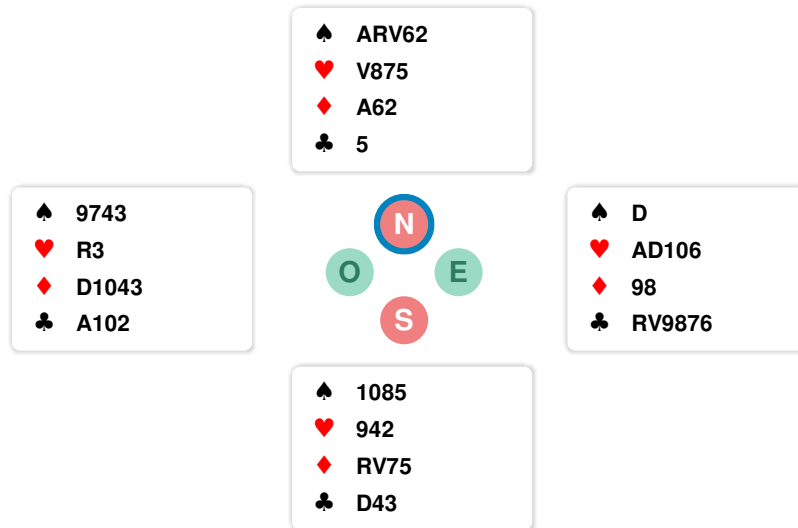 ♠ ARV62
♥ V875
♦ A62
♣ 5
♠ 9743
♥ R3
♦ D1043
♣ A102
N
O E
S
♠ D
♥ AD106
♦ 98
♣ RV9876
♠ 1085
♥ 942
♦ RV75
♣ D43